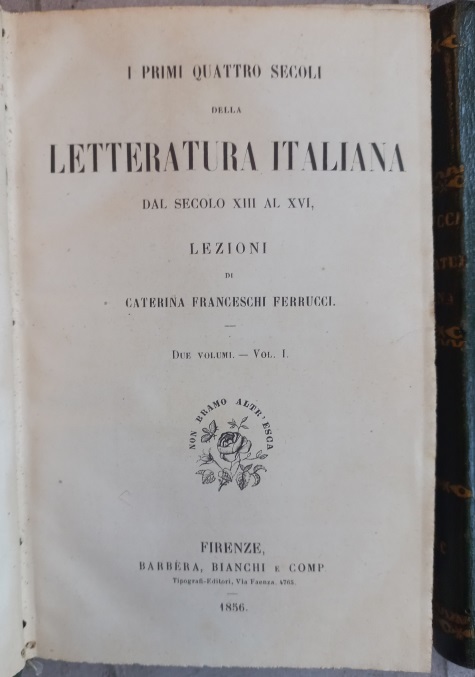 I PRIMI QUATTRO SECOLI
DELLA
LETTERATURA ITALIANA
DAL SECOLO XIII AL XVI,
LEZIONI
DI
CATERINA FRANCESCHI FERRUCCI.
DUE VOLUMI. — VOL. I.
NON BRAMO ALTR'ESCA
FIRENZE,
BARBÈRA, BIANCHI E COMP.
Tipografi-Editori, Via Faenza, 4765.
1856.